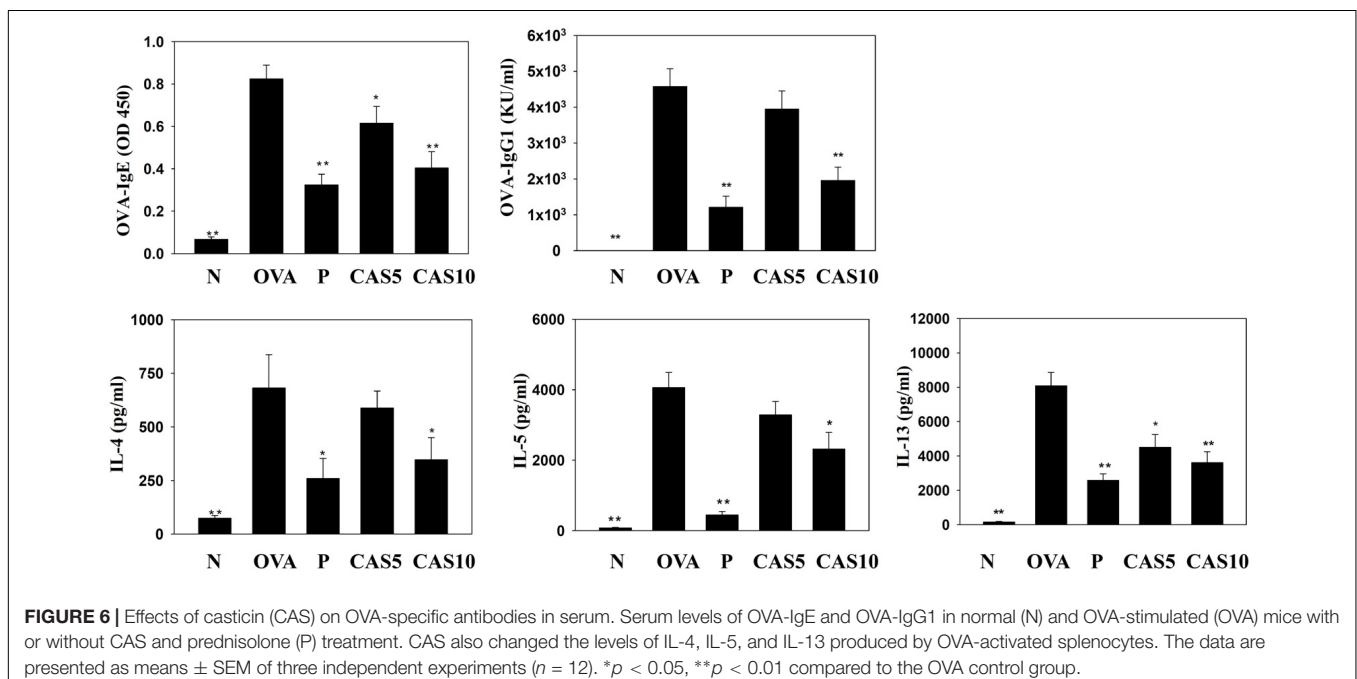 1.0
0.8
0.6
0.4
0.2
0.0
OVA-IgE (OD 450)
**
**
*
**
N OVA P CAS5 CAS10
6x10³
5x10³
4x10³
3x10³
2x10³
1x10³
0
OVA-IgG1 (KU/ml)
**
**
**
N OVA P CAS5 CAS10
1000
750
500
250
0
IL-4 (pg/ml)
**
*
*
N OVA P CAS5 CAS10
6000
4000
2000
0
IL-5 (pg/ml)
**
**
*
N OVA P CAS5 CAS10
12000
10000
8000
6000
4000
2000
0
IL-13 (pg/ml)
**
**
*
**
N OVA P CAS5 CAS10
FIGURE 6 | Effects of casticin (CAS) on OVA-specific antibodies in serum. Serum levels of OVA-IgE and OVA-IgG1 in normal (N) and OVA-stimulated (OVA) mice with
or without CAS and prednisolone (P) treatment. CAS also changed the levels of IL-4, IL-5, and IL-13 produced by OVA-activated splenocytes. The data are
presented as means ± SEM of three independent experiments (n = 12). *p < 0.05, **p < 0.01 compared to the OVA control group.